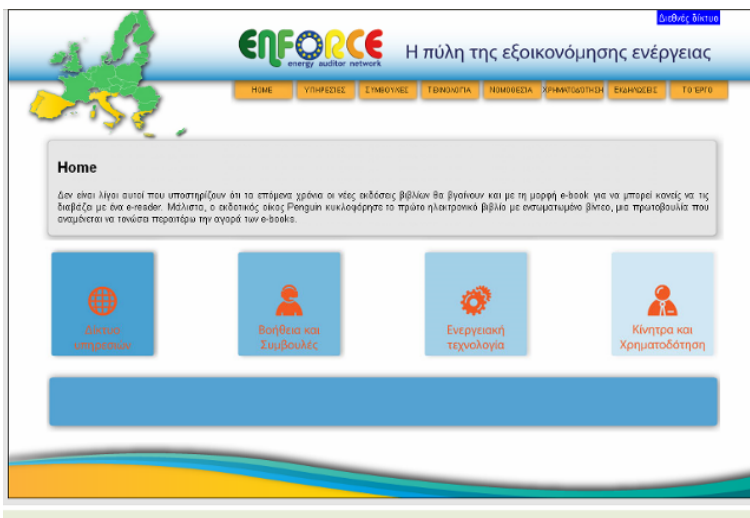 Διεθνές δίκτυο
ENFORCE
energy auditor network
Η πύλη της εξοικονόμησης ενέργειας
HOME ΥΠΗΡΕΣΙΕΣ ΣΥΜΒΟΥΛΕΣ ΤΕΧΝΟΛΟΓΙΑ ΝΟΜΟΘΕΣΙΑ ΧΡΗΜΑΤΟΔΟΤΗΣΗ ΕΚΔΗΛΩΣΕΙΣ ΤΟ ΈΡΓΟ
Home
Δεν είναι λίγοι αυτοί που υποστηρίζουν ότι τα επόμενα χρόνια οι νέες εκδόσεις βιβλίων θα βγαίνουν και με τη μορφή e-book για να μπορεί κανείς να τις
διαβάζει με ένα e-reader. Μάλιστα, ο εκδοτικός οίκος Penguin κυκλοφόρησε το πρώτο ηλεκτρονικό βιβλίο με ενσωματωμένο βίντεο, μια πρωτοβουλία που
αναμένεται να τονώσει περαιτέρω την αγορά των e-books.
Δίκτυο
υπηρεσιών
Βοήθεια και
Συμβουλές
Ενεργειακή
τεχνολογία
Κίνητρα και
Χρηματοδότηση